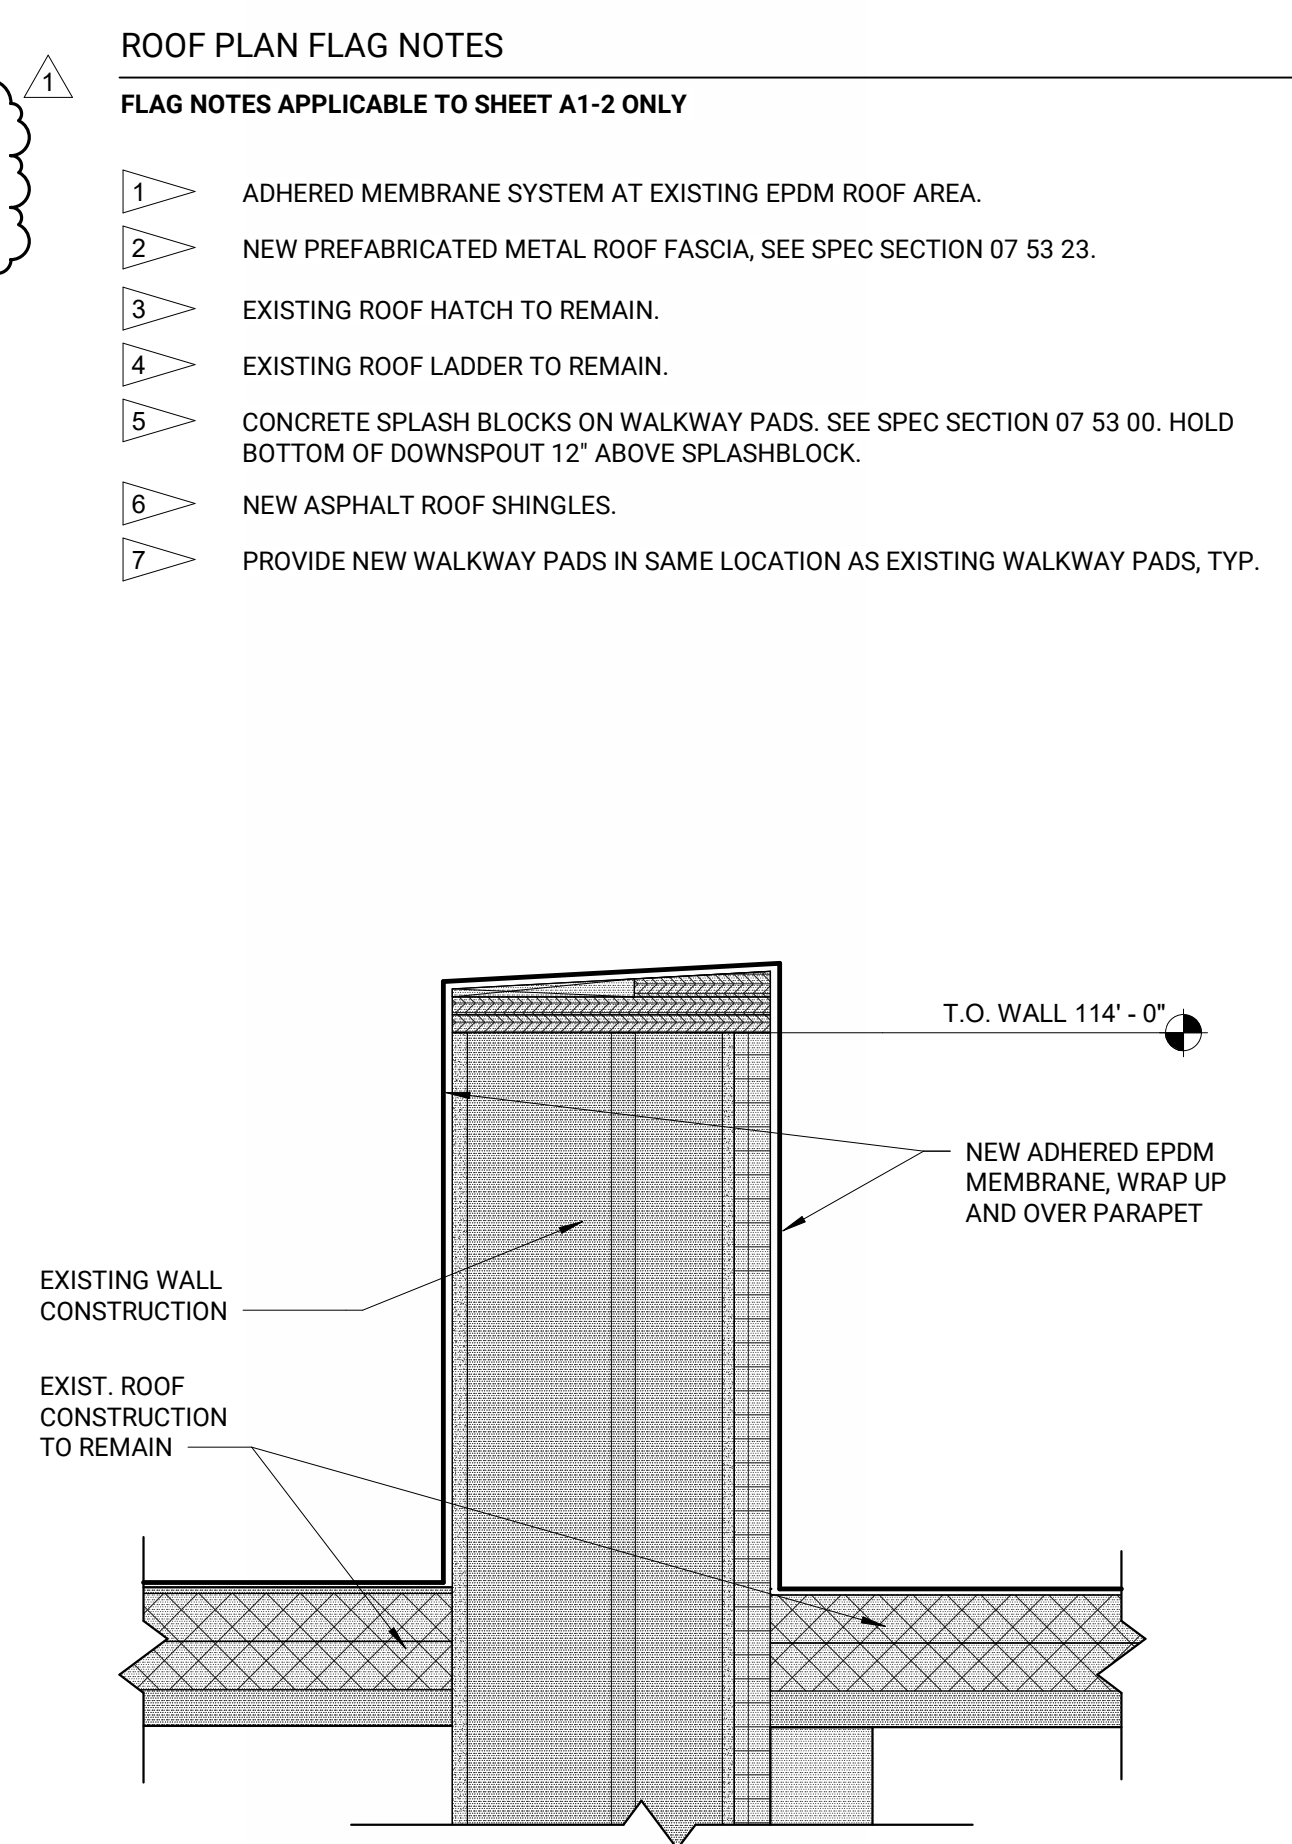 ROOF PLAN FLAG NOTES
1
FLAG NOTES APPLICABLE TO SHEET A1-2 ONLY
1 ADHERED MEMBRANE SYSTEM AT EXISTING EPDM ROOF AREA.
2 NEW PREFABRICATED METAL ROOF FASCIA, SEE SPEC SECTION 07 53 23.
3 EXISTING ROOF HATCH TO REMAIN.
4 EXISTING ROOF LADDER TO REMAIN.
5 CONCRETE SPLASH BLOCKS ON WALKWAY PADS. SEE SPEC SECTION 07 53 00. HOLD
BOTTOM OF DOWNSPOUT 12" ABOVE SPLASHBLOCK.
6 NEW ASPHALT ROOF SHINGLES.
7 PROVIDE NEW WALKWAY PADS IN SAME LOCATION AS EXISTING WALKWAY PADS, TYP.
T.O. WALL 114' - 0"
NEW ADHERED EPDM
MEMBRANE, WRAP UP
AND OVER PARAPET
EXISTING WALL
CONSTRUCTION
EXIST. ROOF
CONSTRUCTION
TO REMAIN